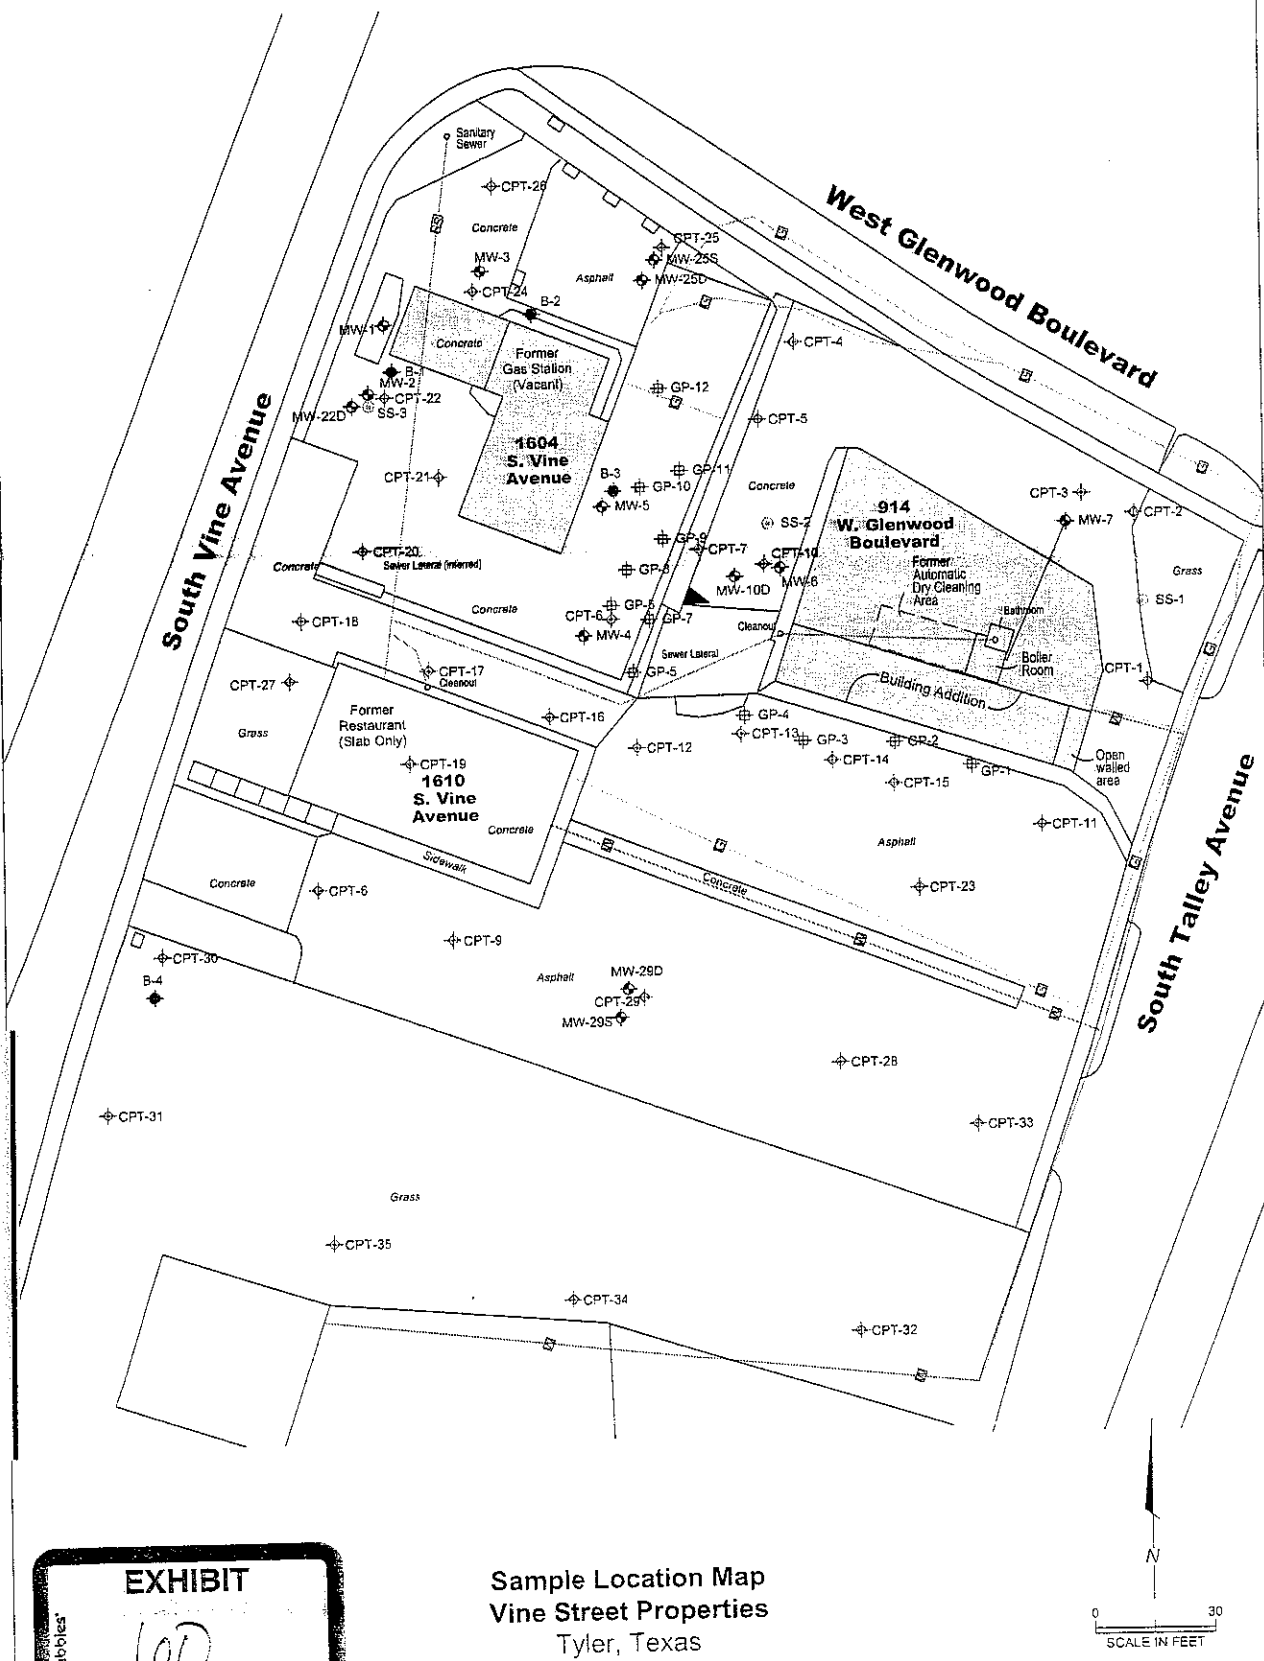 Sanitary
Sewer
CPT-26
Concrete
MW-3
CPT-24
B-2
Asphalt
CPT-25
MW-25S
MW-25D
West Glenwood Boulevard
MW-1
Concrete
Former
Gas Station
(Vacant)
CPT-4
B-1
MW-2
CPT-22
SS-3
MW-22D
GP-12
CPT-5
1604
S. Vine
Avenue
CPT-21
B-3
GP-11
GP-10
MW-5
Concrete
SS-2
914
W. Glenwood
Boulevard
CPT-3
MW-7
CPT-2
South Vine Avenue
CPT-20
Sewer Lateral (Inferred)
Concrete
GP-9
CPT-7
GP-8
CPT-10
MW-6
MW-10D
Former
Automatic
Dry Cleaning
Area
Grass
SS-1
Concrete
GP-6
CPT-6
GP-7
MW-4
Cleanout
Bathroom
CPT-18
Sewer Lateral
Boiler
Room
CPT-1
CPT-17
Cleanout
GP-5
CPT-27
Building Addition
Former
Restaurant
(Slab Only)
CPT-16
GP-4
CPT-13
GP-3
GP-2
Grass
CPT-12
CPT-14
GP-1
Open
walled
area
CPT-19
1610
S. Vine
Avenue
CPT-15
Concrete
CPT-11
Asphalt
Sidewalk
Concrete
Concrete
CPT-6
CPT-23
South Talley Avenue
CPT-9
CPT-30
B-4
Asphalt
MW-29D
CPT-29
MW-29S
CPT-28
CPT-31
CPT-33
Grass
CPT-35
CPT-34
CPT-32
N
EXHIBIT
10D
Sample Location Map
Vine Street Properties
Tyler, Texas
0 30
SCALE IN FEET